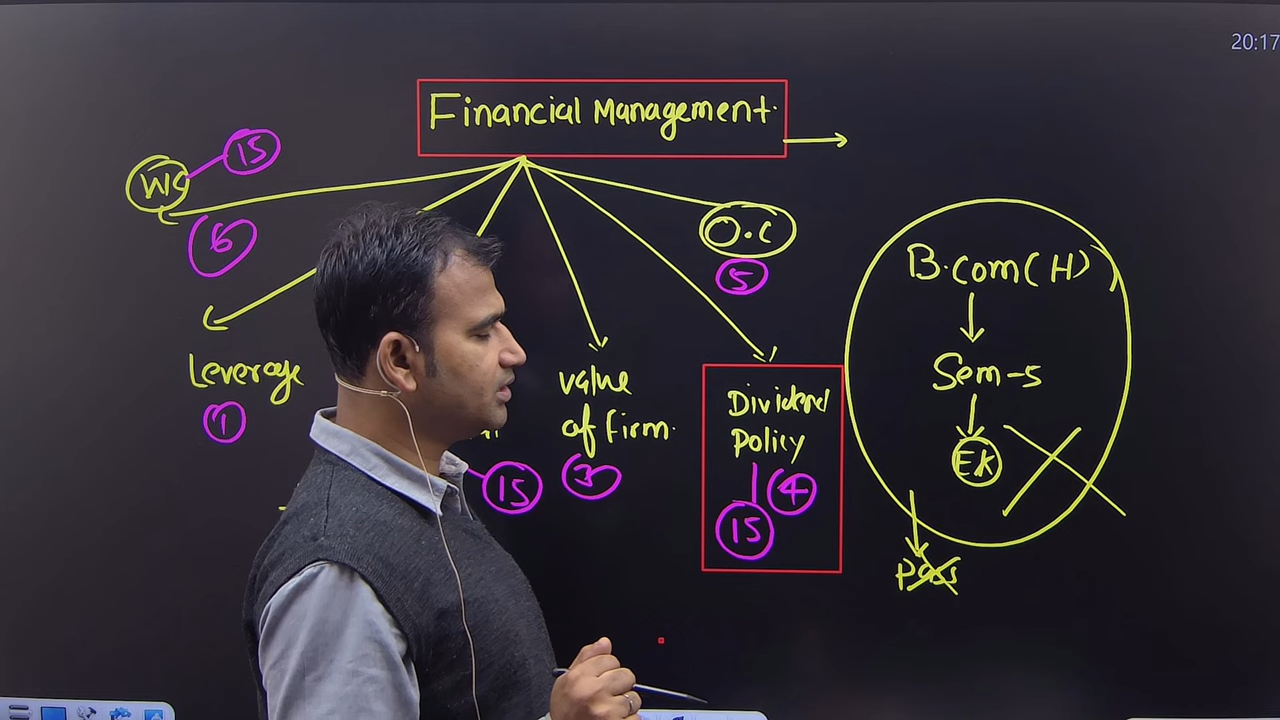 20:17
Financial Management.
WC
15
6
O.C
5
Leverage
1
15
value
of firm.
3
Dividend
Policy
4
15
B.com(H)
Sem-5
Ek
Pass